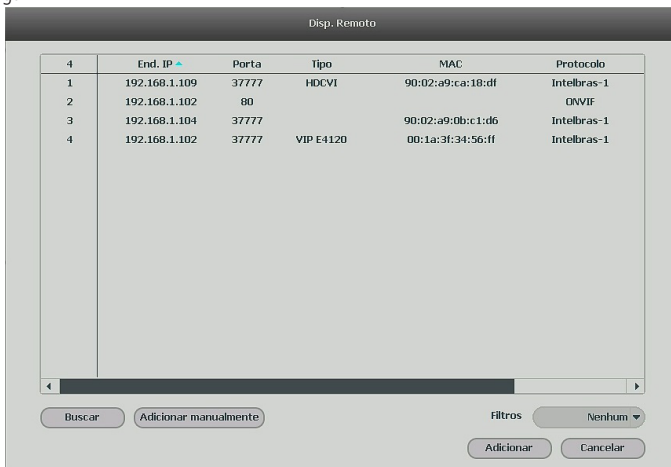 Disp. Remoto
4 End. IP Porta Tipo MAC Protocolo
1 192.168.1.109 37777 HDCVI 90:02:a9:ca:18:df Intelbras-1
2 192.168.1.102 80 ONVIF
3 192.168.1.104 37777 90:02:a9:0b:c1:d6 Intelbras-1
4 192.168.1.102 37777 VIP E4120 00:1a:3f:34:56:ff Intelbras-1
Buscar Adicionar manualmente Filtros Nenhum
Adicionar Cancelar